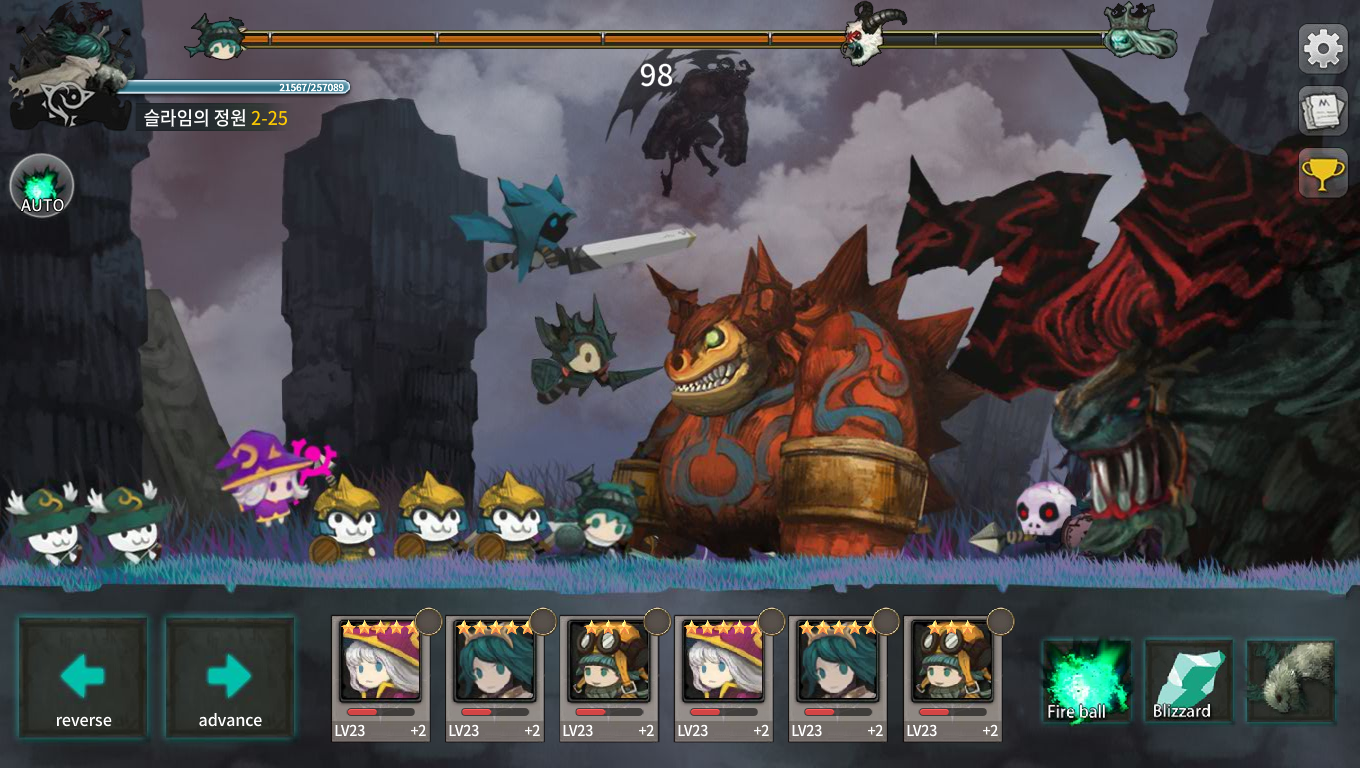 98
21567/257089
슬라임의 정원 2-25
AUTO
reverse
advance
LV23 +2
LV23 +2
LV23 +2
LV23 +2
LV23 +2
LV23 +2
Fire ball
Blizzard